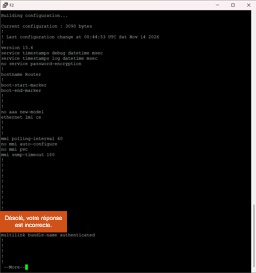 Building configuration...
Current configuration : 3090 bytes
!
! Last configuration change at 08:44:53 UTC Sat Nov 14 2024
!
version 15.6
service timestamps debug datetime msec
service timestamps log datetime msec
no service password-encryption
!
hostname Router
!
boot-start-marker
boot-end-marker
!
!
!
no aaa new-model
ethernet lmi ce
!
!
!
mmi polling-interval 60
no mmi auto-configure
no mmi pvc
mmi snmp-timeout 180
!
!
!
!
!
!
!
Désolé, votre réponse
est incorrecte.
multilink bundle-name authenticated
!
!
!
!
--More--